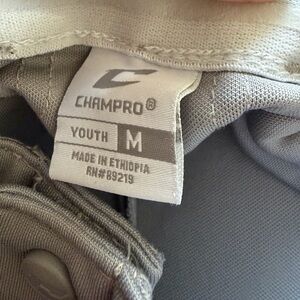 CHAMPRO®
YOUTH M
MADE IN ETHIOPIA
RN#89219